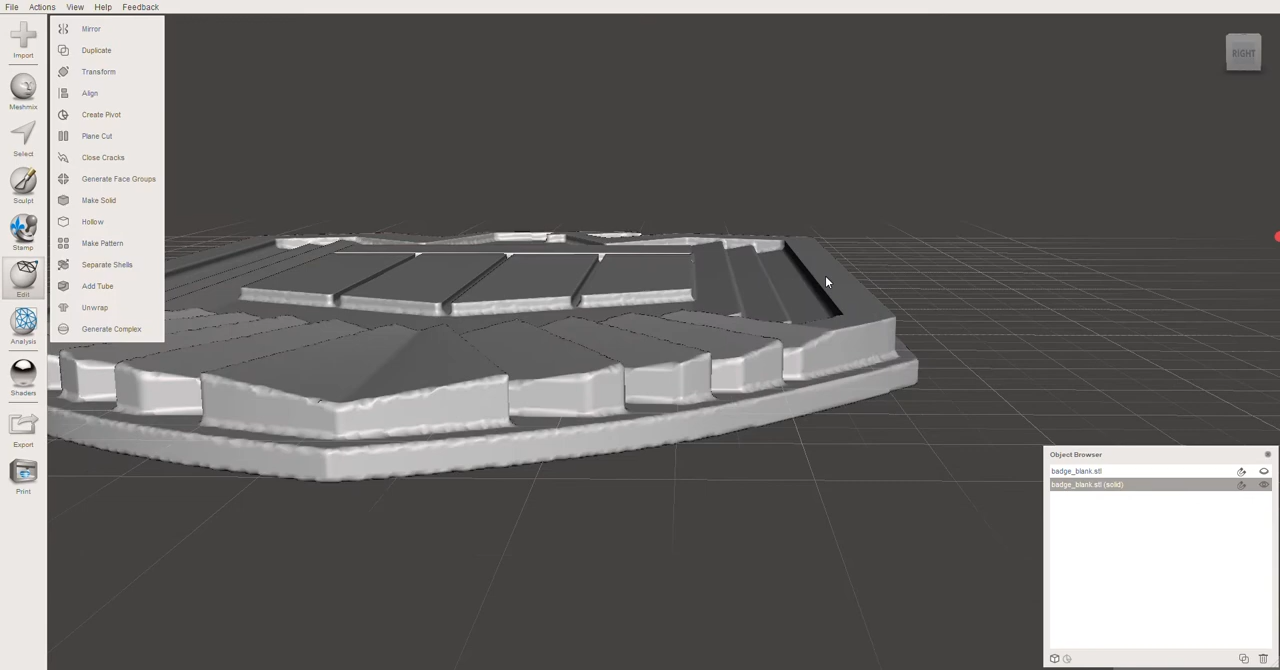 File Actions View Help Feedback
Import
Meshmix
Select
Sculpt
Stamp
Edit
Analysis
Shaders
Export
Print
Mirror
Duplicate
Transform
Align
Create Pivot
Plane Cut
Close Cracks
Generate Face Groups
Make Solid
Hollow
Make Pattern
Separate Shells
Add Tube
Unwrap
Generate Complex
RIGHT
Object Browser
badge_blank.stl
badge_blank.stl (solid)